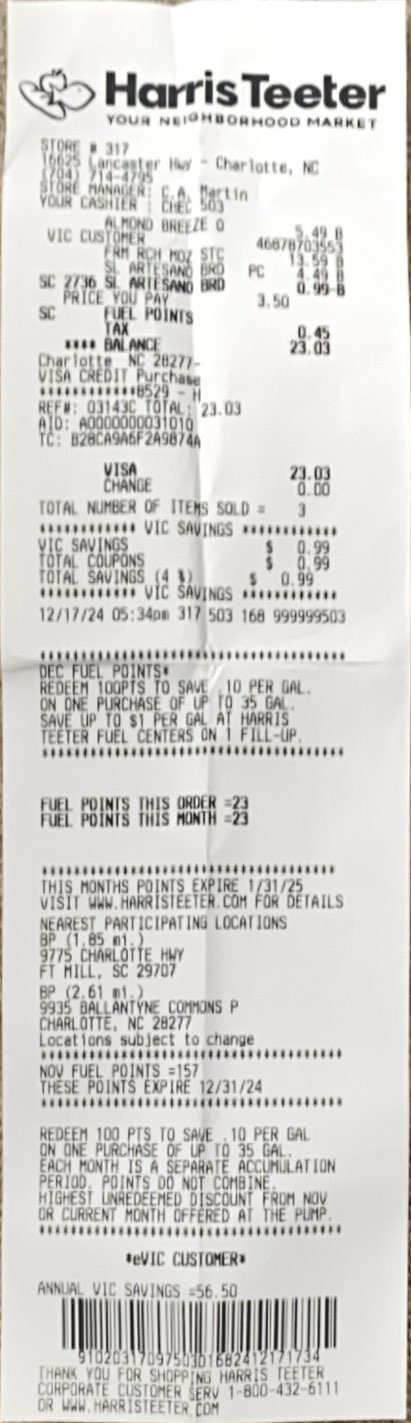 Harris Teeter
YOUR NEIGHBORHOOD MARKET
STORE # 317
16625 Lancaster Hwy - Charlotte, NC
(704) 714-4795
STORE MANAGER: C.A. Martin
YOUR CASHIER : CHEC 503
ALMOND BREEZE O 5.49 B
VIC CUSTOMER 46878703553
FRM RCH MOZ STC 13.59 B
SL ARTESANO BRD PC 4.49 B
SC 2736 SL ARTESANO BRD 0.99-B
PRICE YOU PAY 3.50
SC FUEL POINTS
TAX 0.45
**** BALANCE 23.03
Charlotte NC 28277-
VISA CREDIT Purchase
************8529 - H
REF#: 03143C TOTAL: 23.03
AID: A0000000031010
TC: B28CA9A6F2A9874A
VISA 23.03
CHANGE 0.00
TOTAL NUMBER OF ITEMS SOLD = 3
************ VIC SAVINGS ************
VIC SAVINGS $ 0.99
TOTAL COUPONS $ 0.99
TOTAL SAVINGS (4 %) $ 0.99
************ VIC SAVINGS ************
12/17/24 05:34pm 317 503 168 999999503
**************************************
DEC FUEL POINTS*
REDEEM 100PTS TO SAVE .10 PER GAL.
ON ONE PURCHASE OF UP TO 35 GAL.
SAVE UP TO $1 PER GAL AT HARRIS
TEETER FUEL CENTERS ON 1 FILL-UP.
**************************************
FUEL POINTS THIS ORDER =23
FUEL POINTS THIS MONTH =23
**************************************
THIS MONTHS POINTS EXPIRE 1/31/25
VISIT WWW.HARRISTEETER.COM FOR DETAILS
NEAREST PARTICIPATING LOCATIONS
BP (1.85 mi.)
9775 CHARLOTTE HWY
FT MILL, SC 29707
BP (2.61 mi.)
9935 BALLANTYNE COMMONS P
CHARLOTTE, NC 28277
Locations subject to change
**************************************
NOV FUEL POINTS =157
THESE POINTS EXPIRE 12/31/24
**************************************
REDEEM 100 PTS TO SAVE .10 PER GAL
ON ONE PURCHASE OF UP TO 35 GAL.
EACH MONTH IS A SEPARATE ACCUMULATION
PERIOD. POINTS DO NOT COMBINE.
HIGHEST UNREDEEMED DISCOUNT FROM NOV
OR CURRENT MONTH OFFERED AT THE PUMP.
**************************************
*eVIC CUSTOMER*
ANNUAL VIC SAVINGS =56.50
9102031709750301682412171734
THANK YOU FOR SHOPPING HARRIS TEETER
CORPORATE CUSTOMER SERV 1-800-432-6111
OR WWW.HARRISTEETER.COM